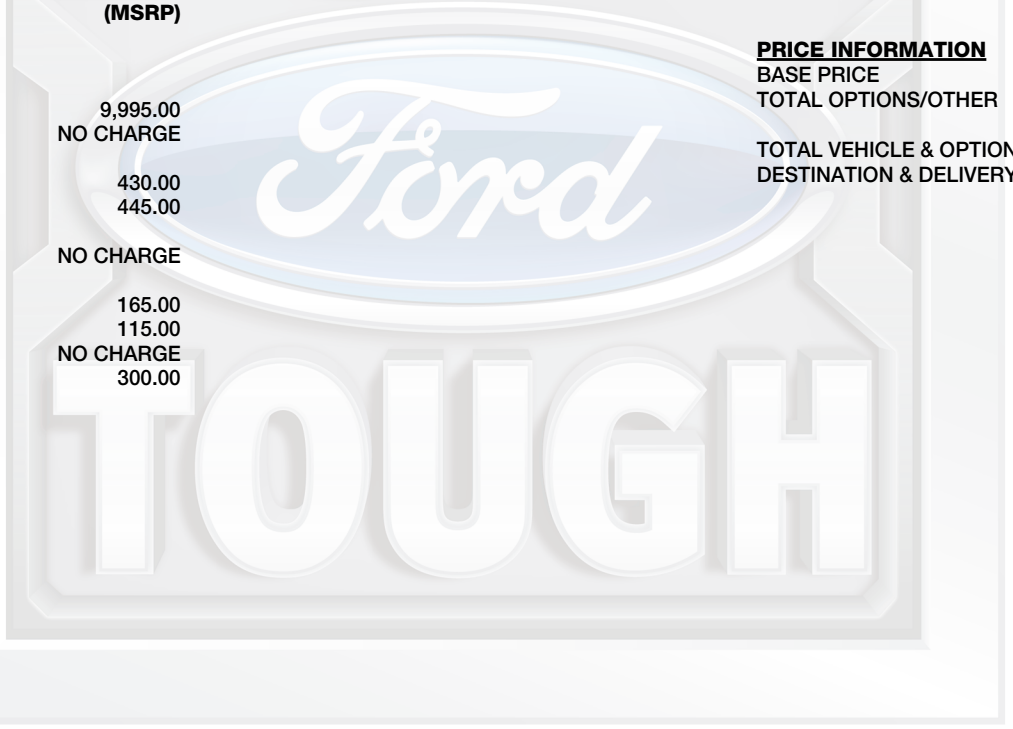 (MSRP)
9,995.00
NO CHARGE
430.00
445.00
NO CHARGE
165.00
115.00
NO CHARGE
300.00
PRICE INFORMATION
BASE PRICE
TOTAL OPTIONS/OTHER
TOTAL VEHICLE & OPTION
DESTINATION & DELIVERY
Ford
TOUGH